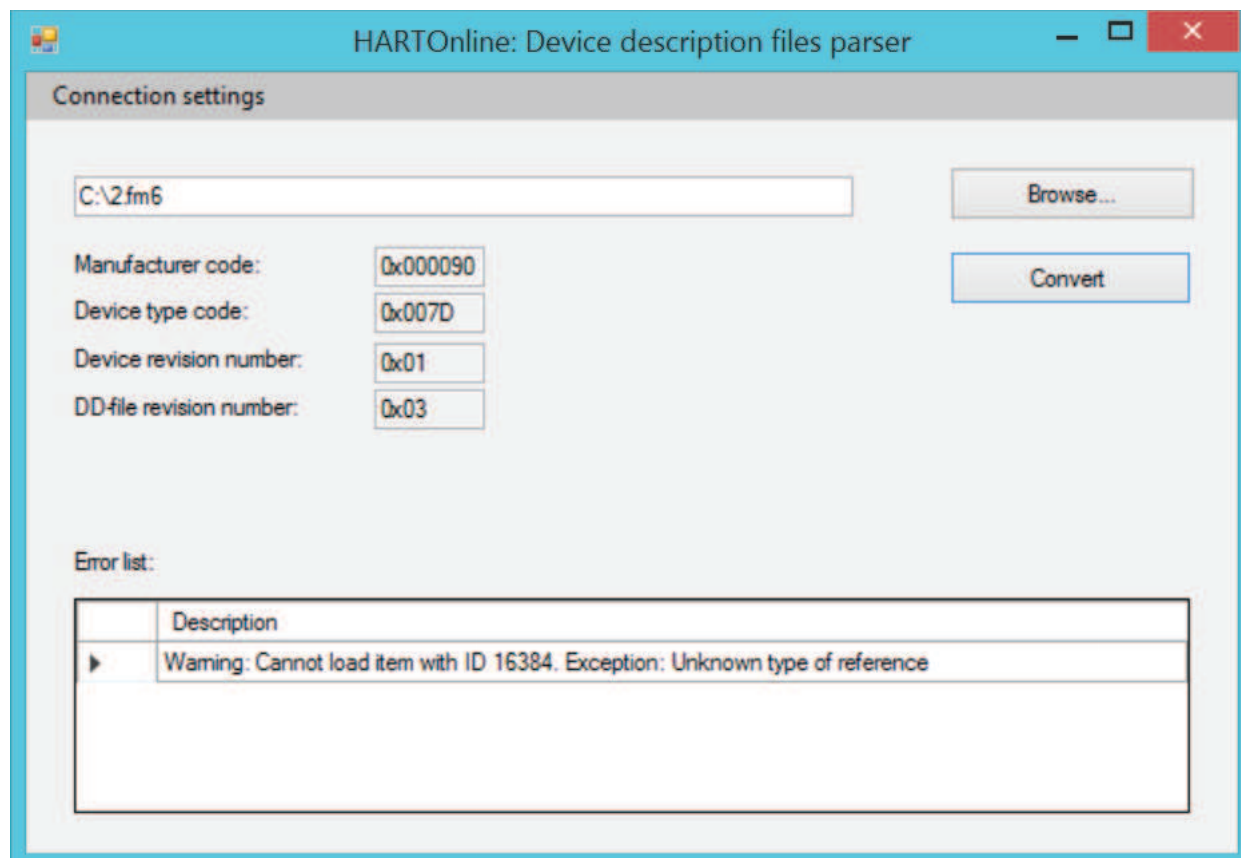 HARTOnline: Device description files parser
Connection settings
C:\2.fm6
Browse...
Manufacturer code: 0x000090
Convert
Device type code: 0x007D
Device revision number: 0x01
DD-file revision number: 0x03
Error list:
Description
Warning: Cannot load item with ID 16384. Exception: Unknown type of reference